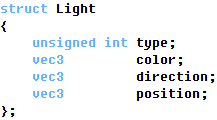 struct Light
{
    unsigned int type;
    vec3         color;
    vec3         direction;
    vec3         position;
};